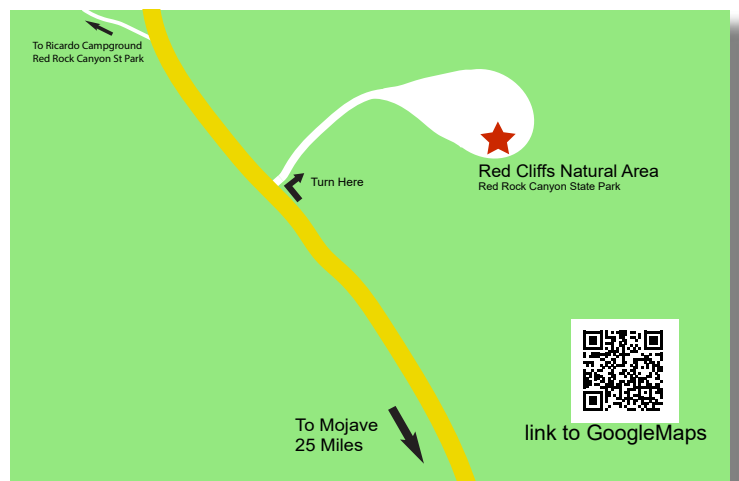 To Ricardo Campground
Red Rock Canyon St Park
Red Cliffs Natural Area
Red Rock Canyon State Park
Turn Here
To Mojave
25 Miles
link to GoogleMaps